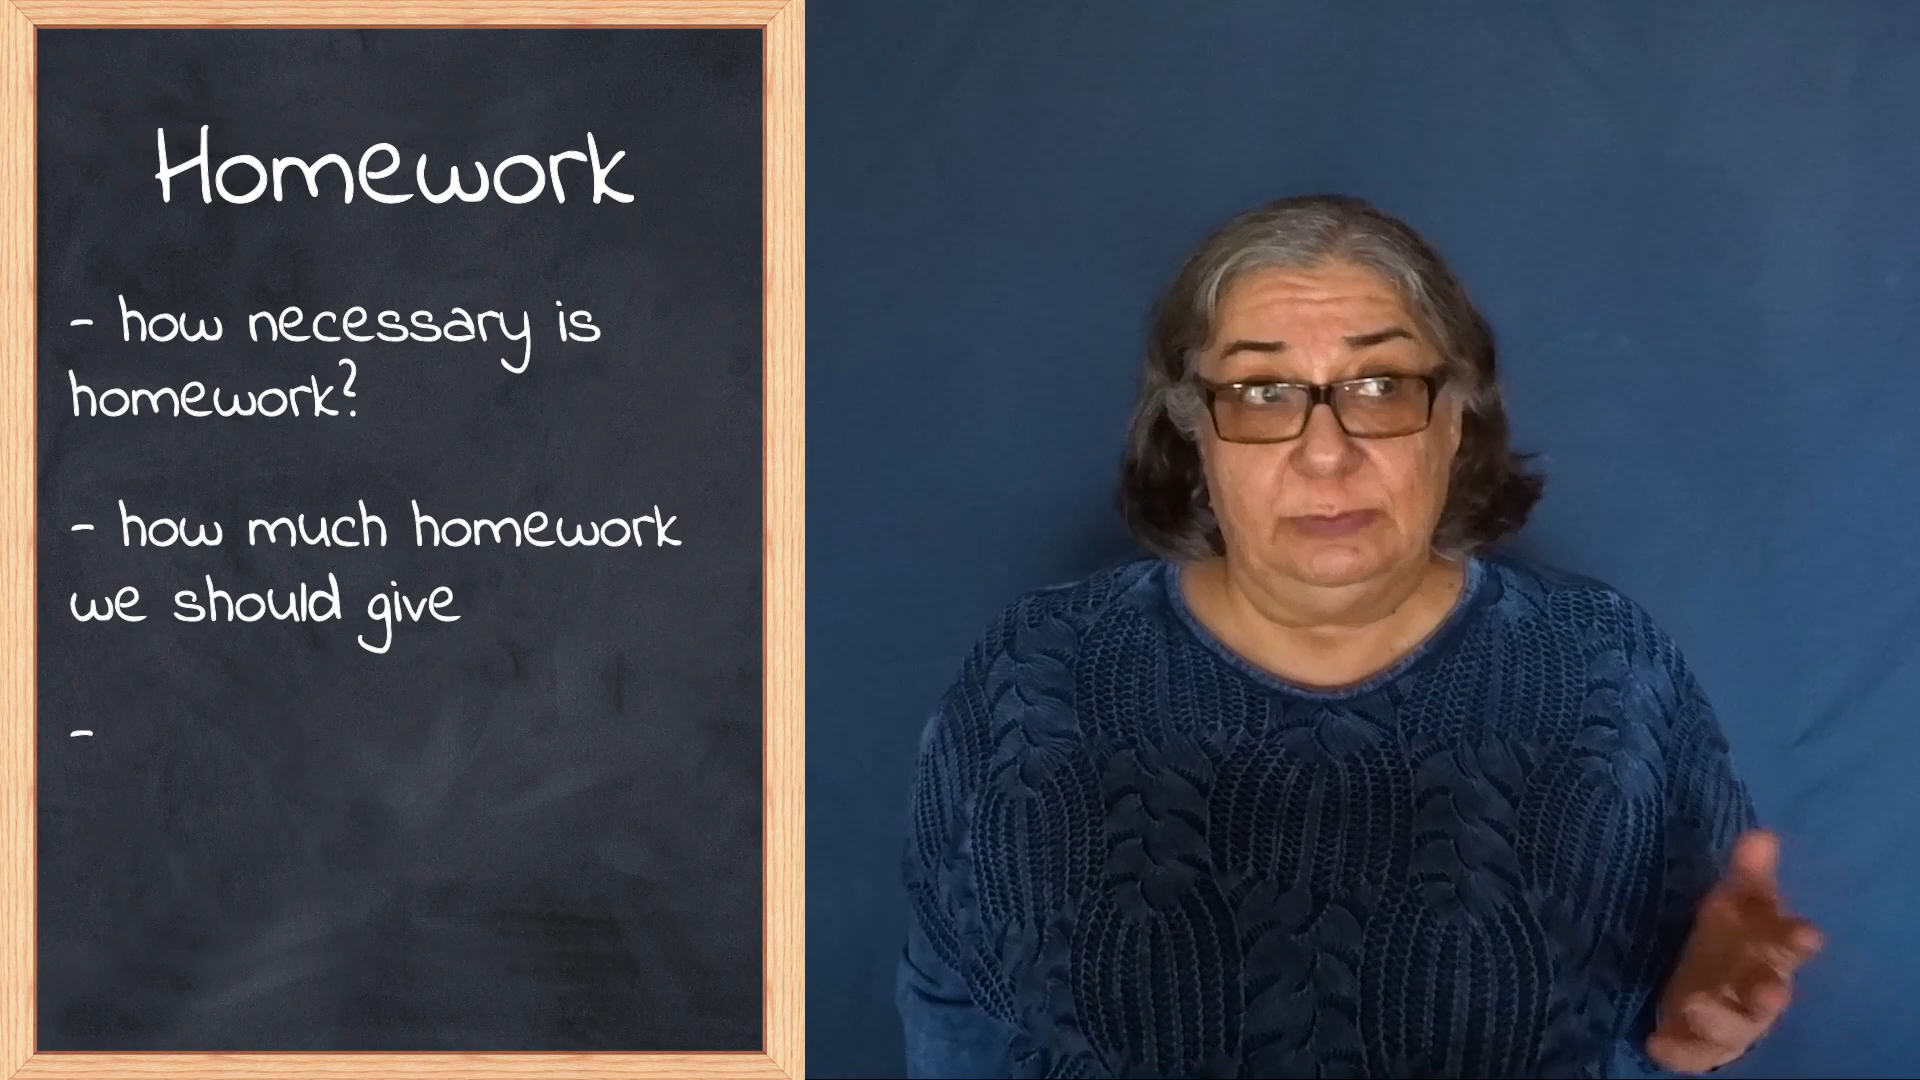 Homework
- how necessary is
homework?
- how much homework
we should give
-